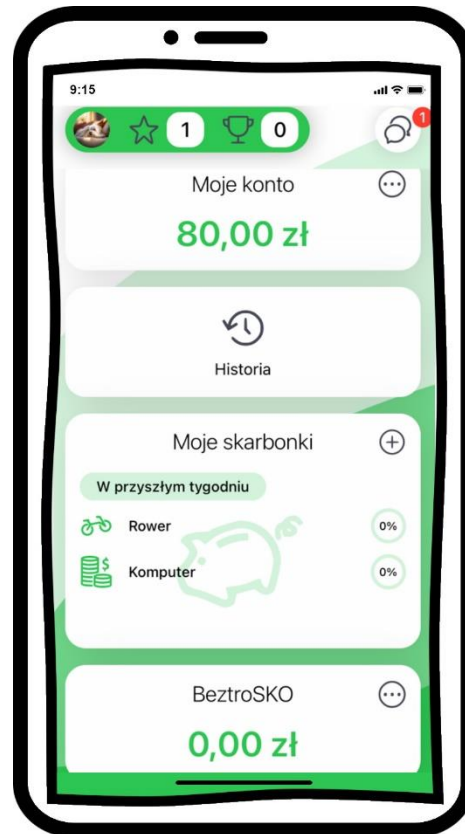 9:15
1 0 1
Moje konto
80,00 zł
Historia
Moje skarbonki
W przyszłym tygodniu
Rower 0%
Komputer 0%
BeztroSKO
0,00 zł